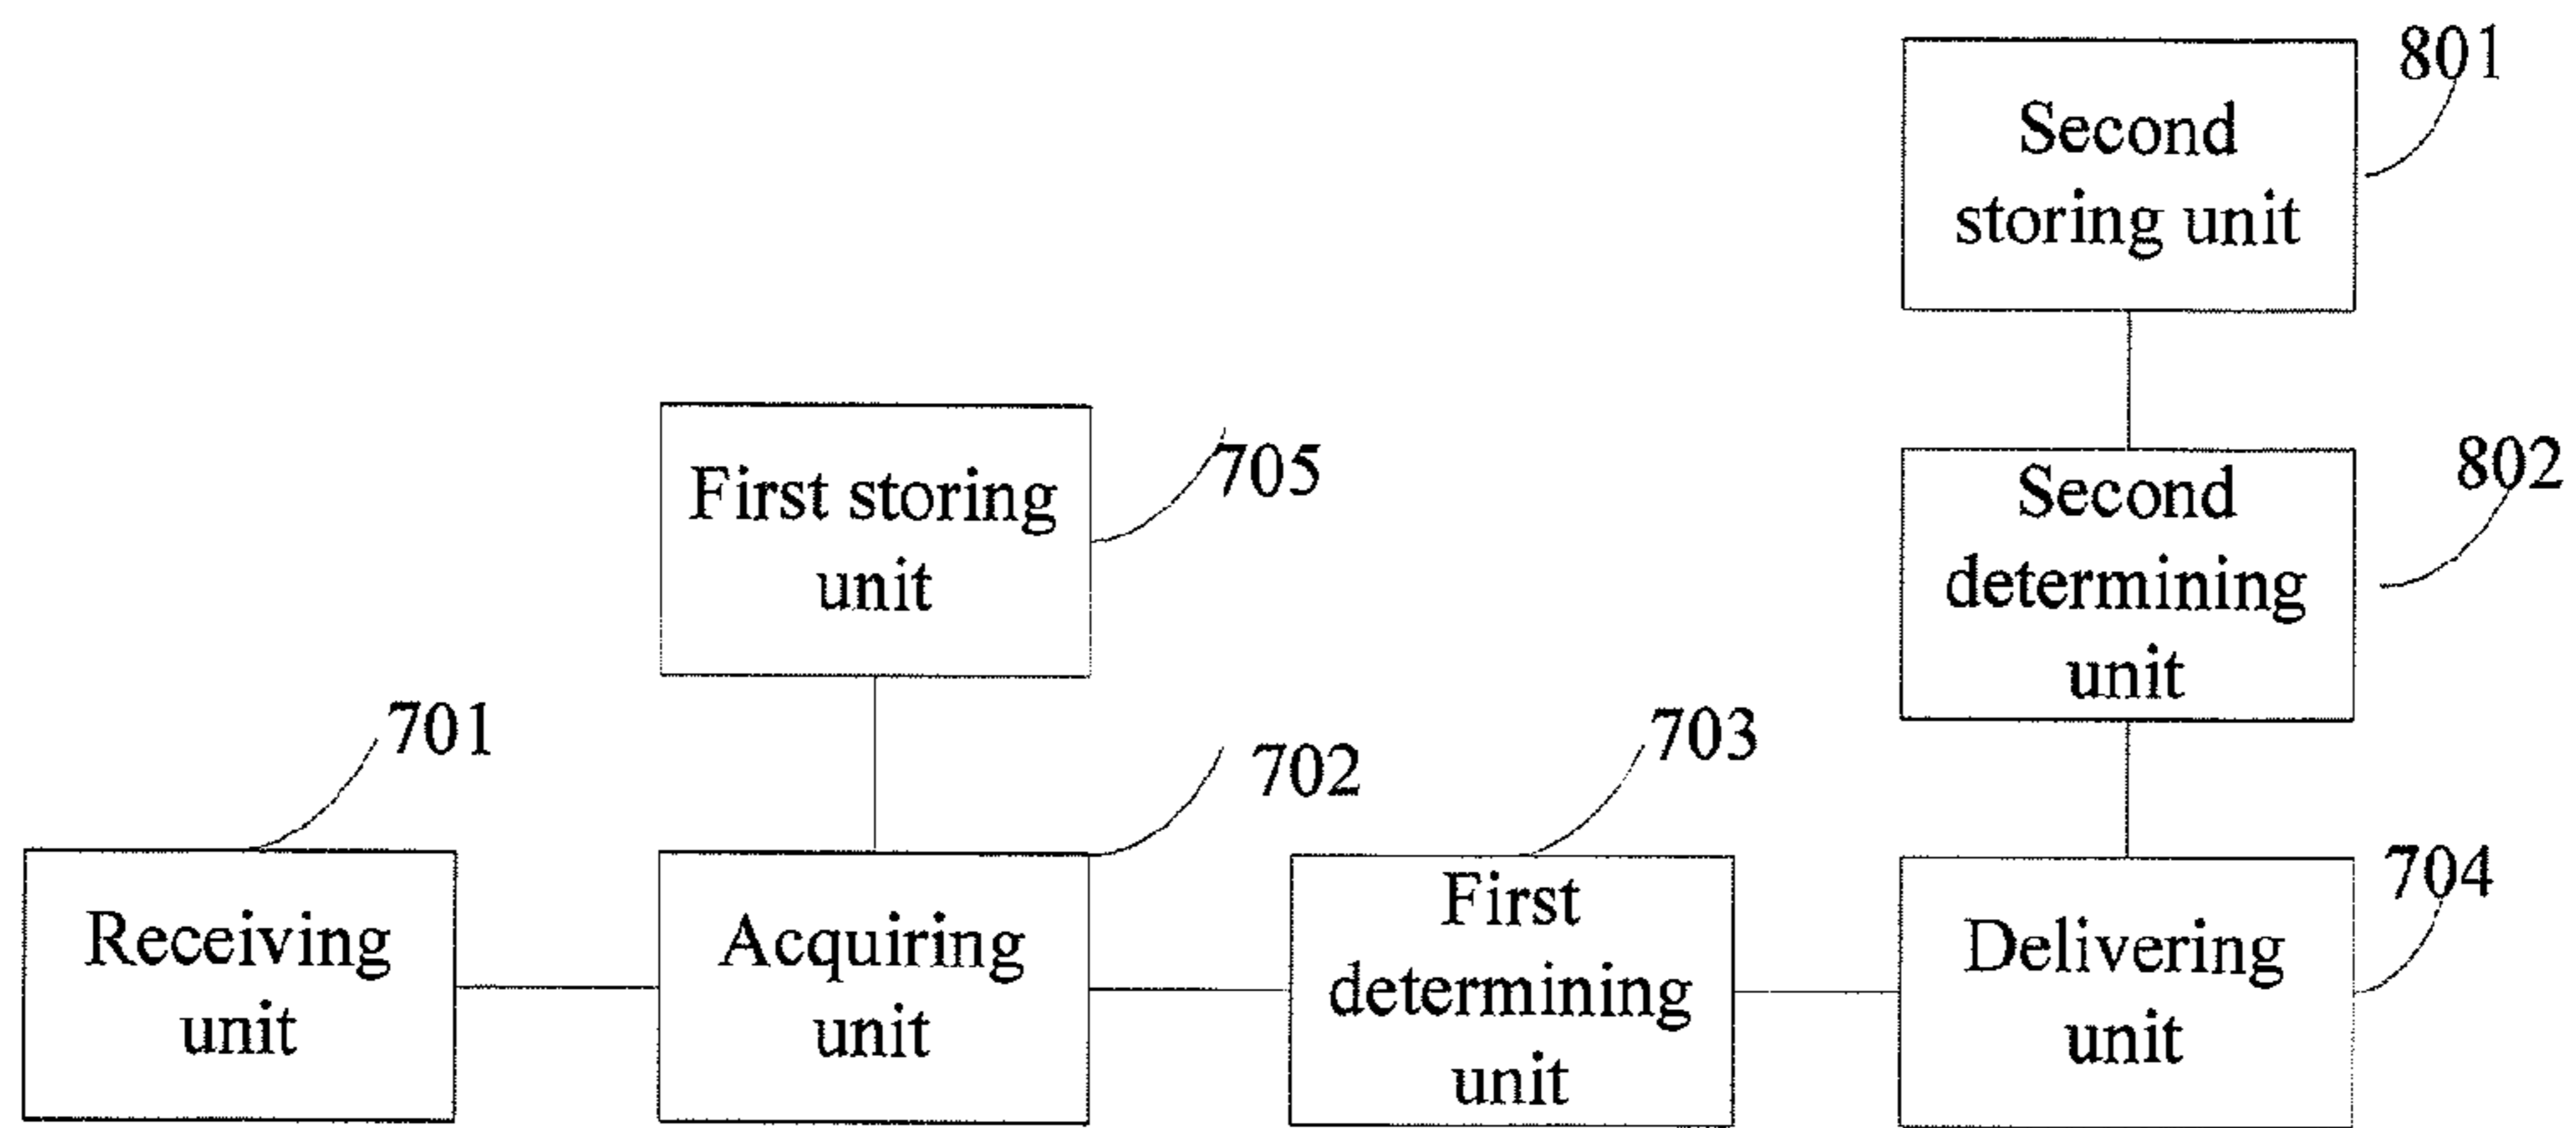 801
Second
storing unit
705
First storing
unit
802
Second
determining
unit
701
Receiving
unit
702
Acquiring
unit
703
First
determining
unit
704
Delivering
unit